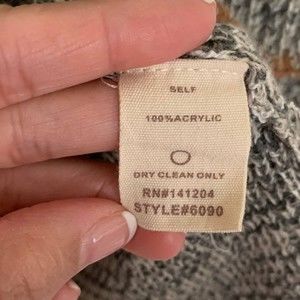 SELF
100%ACRYLIC
DRY CLEAN ONLY
RN#141204
STYLE#6090